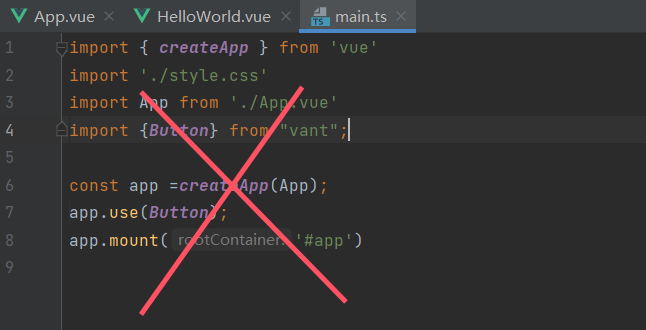 App.vue HelloWorld.vue TS main.ts
1 import { createApp } from 'vue'
2 import './style.css'
3 import App from './App.vue'
4 import {Button} from "vant";
5
6 const app =createApp(App);
7 app.use(Button);
8 app.mount( rootContainer: '#app')
9